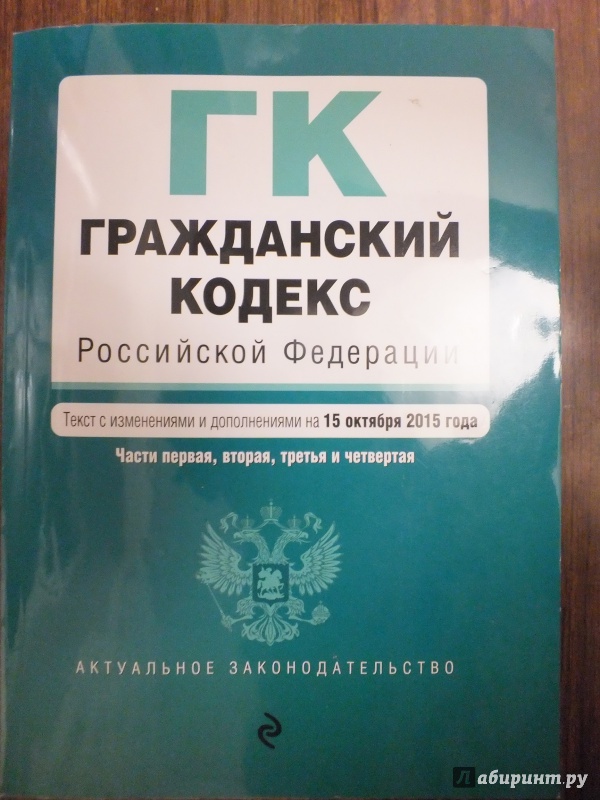 ГК
ГРАЖДАНСКИЙ
КОДЕКС
Российской Федерации
Текст с изменениями и дополнениями на 15 октября 2015 года
Части первая, вторая, третья и четвертая
АКТУАЛЬНОЕ ЗАКОНОДАТЕЛЬСТВО
лабиринт.ру